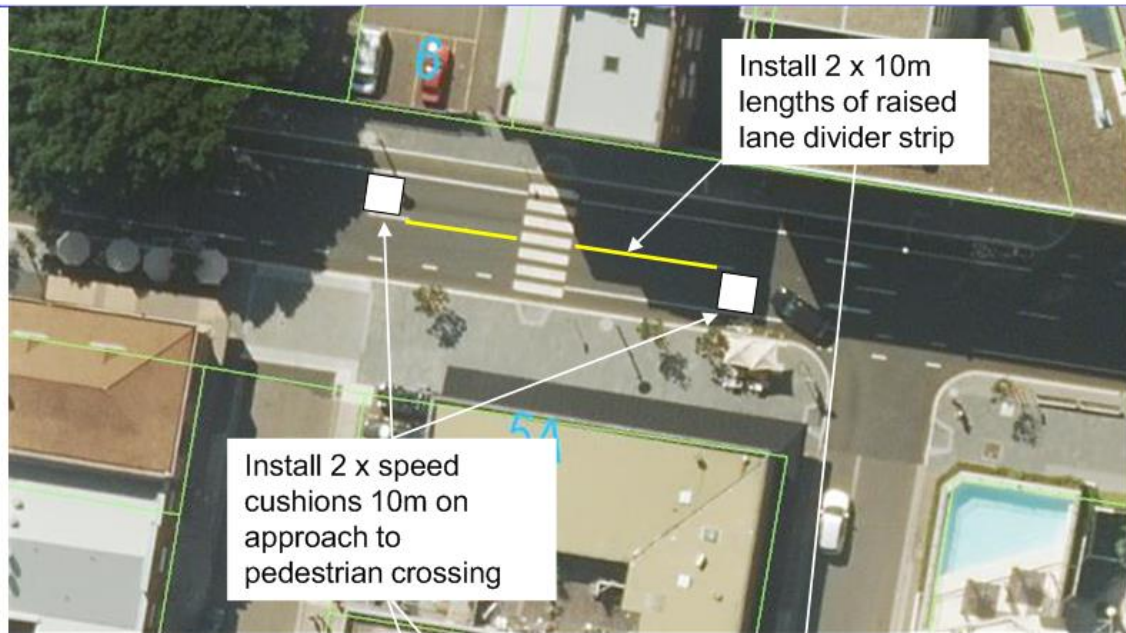 6
Install 2 x 10m
lengths of raised
lane divider strip
54
Install 2 x speed
cushions 10m on
approach to
pedestrian crossing